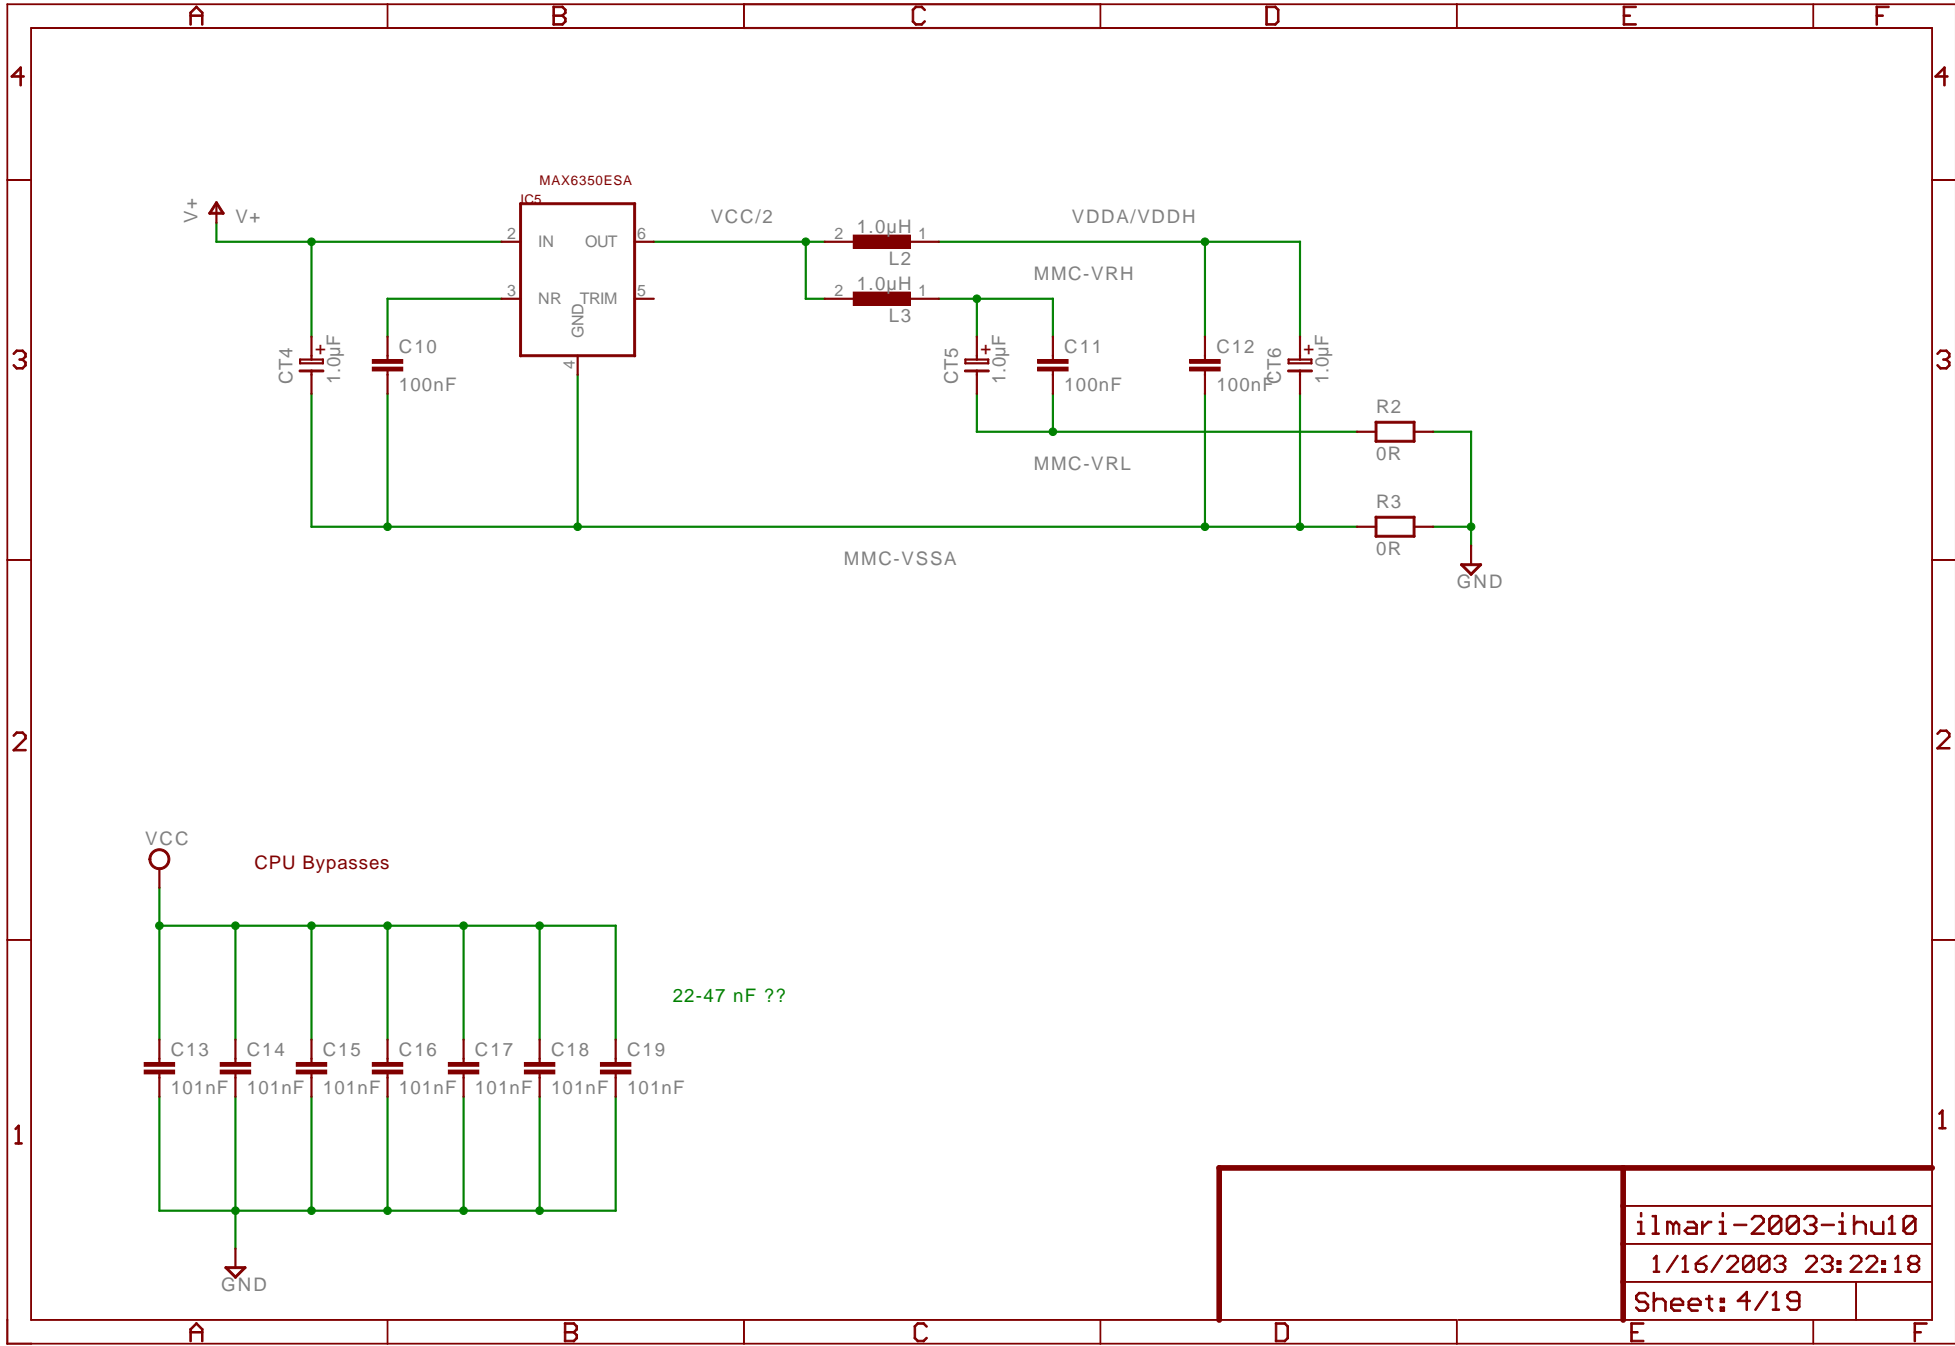 A B C D E F
4 4
MAX6350ESA
IC5
V+ V+
2 IN OUT 6
VCC/2
2 1.0µH 1
L2
VDDA/VDDH
MMC-VRH
3 NR TRIM 5
GND
4
2 1.0µH 1
L3
3 3
CT4 + 1.0µF
C10
100nF
CT5 + 1.0µF
C11
100nF
C12
100nF
CT6 + 1.0µF
R2
0R
MMC-VRL
R3
0R
MMC-VSSA
GND
2 2
VCC
CPU Bypasses
22-47 nF ??
C13 C14 C15 C16 C17 C18 C19
101nF 101nF 101nF 101nF 101nF 101nF 101nF
1 1
GND
ilmari-2003-ihu10
1/16/2003 23:22:18
Sheet: 4/19
A B C D E F